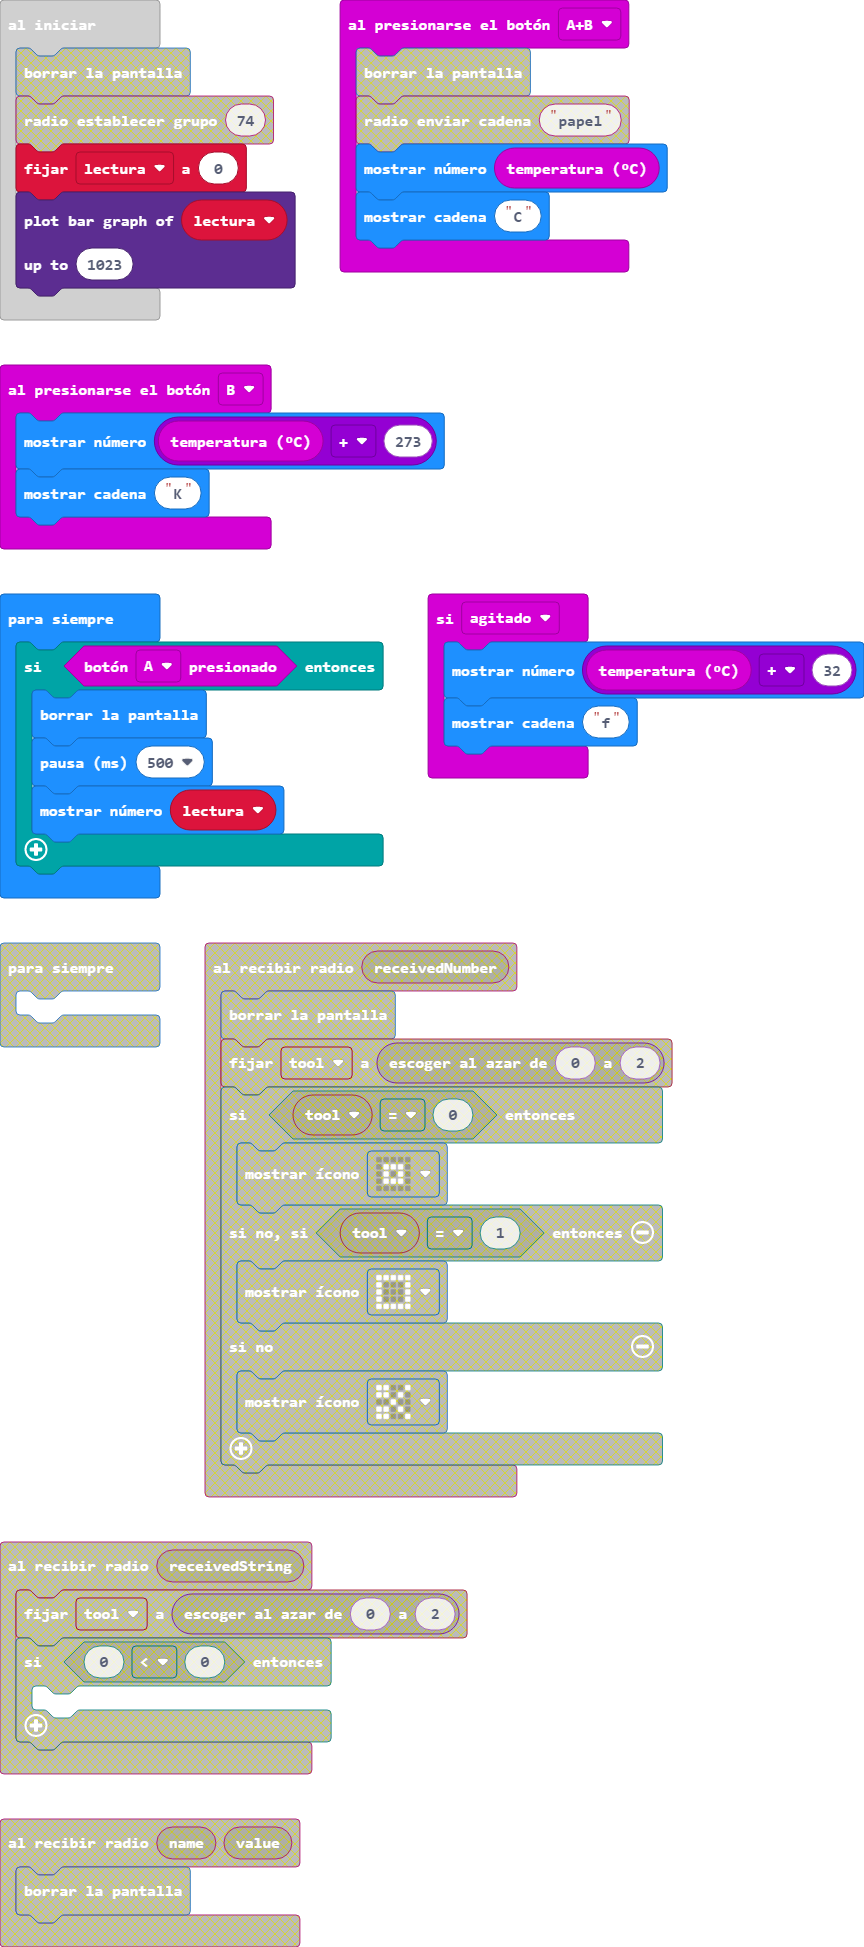 al iniciar
borrar la pantalla
radio establecer grupo 74
fijar lectura a 0
plot bar graph of lectura
up to 1023
al presionarse el botón A+B
borrar la pantalla
radio enviar cadena "papel"
mostrar número temperatura (ºC)
mostrar cadena "C"
al presionarse el botón B
mostrar número temperatura (ºC) + 273
mostrar cadena "K"
para siempre
si botón A presionado entonces
borrar la pantalla
pausa (ms) 500
mostrar número lectura
si agitado
mostrar número temperatura (ºC) + 32
mostrar cadena "f"
para siempre
al recibir radio receivedNumber
borrar la pantalla
fijar tool a escoger al azar de 0 a 2
si tool = 0 entonces
mostrar ícono
si no, si tool = 1 entonces
mostrar ícono
si no
mostrar ícono
al recibir radio receivedString
fijar tool a escoger al azar de 0 a 2
si 0 < 0 entonces
al recibir radio name value
borrar la pantalla